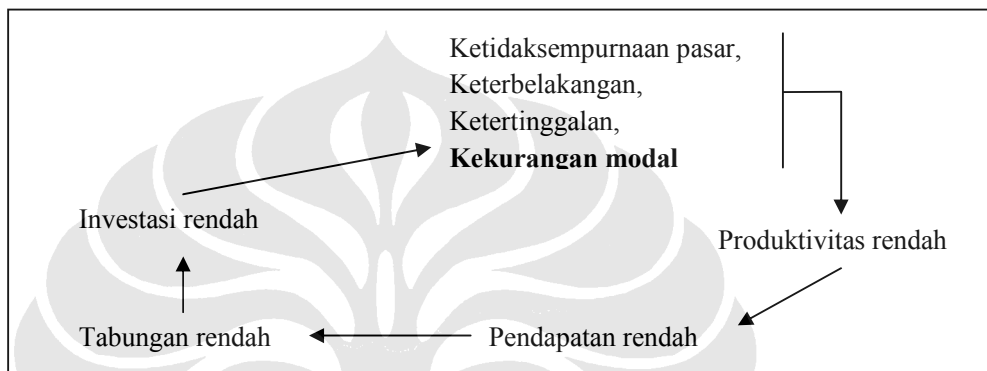 Ketidaksempurnaan pasar,
Keterbelakangan,
Ketertinggalan,
Kekurangan modal
Investasi rendah
Produktivitas rendah
Tabungan rendah
Pendapatan rendah